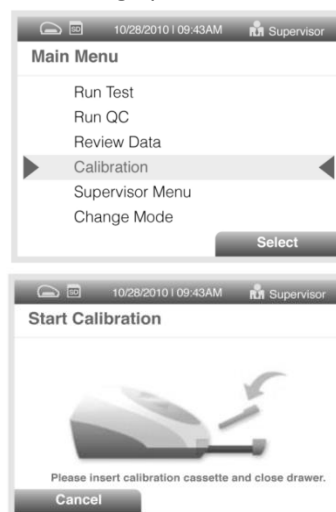 10/28/2010 | 09:43AM Supervisor
Main Menu
Run Test
Run QC
Review Data
Calibration
Supervisor Menu
Change Mode
Select
10/28/2010 | 09:43AM Supervisor
Start Calibration
Please insert calibration cassette and close drawer.
Cancel